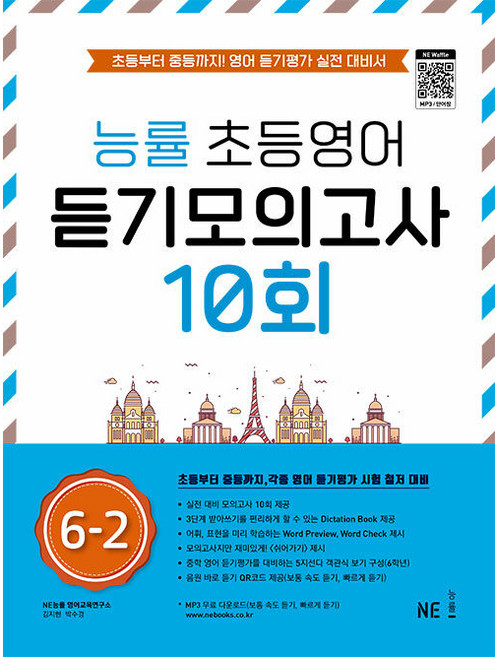 초등부터 중등까지! 영어 듣기평가 실전 대비서
NE Waffle
MP3 / 단어장
능률 초등영어
듣기모의고사
10회
초등부터 중등까지, 각종 영어 듣기평가 시험 철저 대비
• 실전 대비 모의고사 10회 제공
• 3단계 받아쓰기를 편리하게 할 수 있는 Dictation Book 제공
• 어휘, 표현을 미리 학습하는 Word Preview, Word Check 제시
• 모의고사지만 재미있게! <쉬어가기> 제시
• 중학 영어 듣기평가를 대비하는 5지선다 객관식 보기 구성(6학년)
• 음원 바로 듣기 QR코드 제공(보통 속도 듣기, 빠르게 듣기)
* MP3 무료 다운로드(보통 속도 듣기, 빠르게 듣기)
www.nebooks.co.kr
6-2
NE능률 영어교육연구소
김지현 박수경
NE 능률